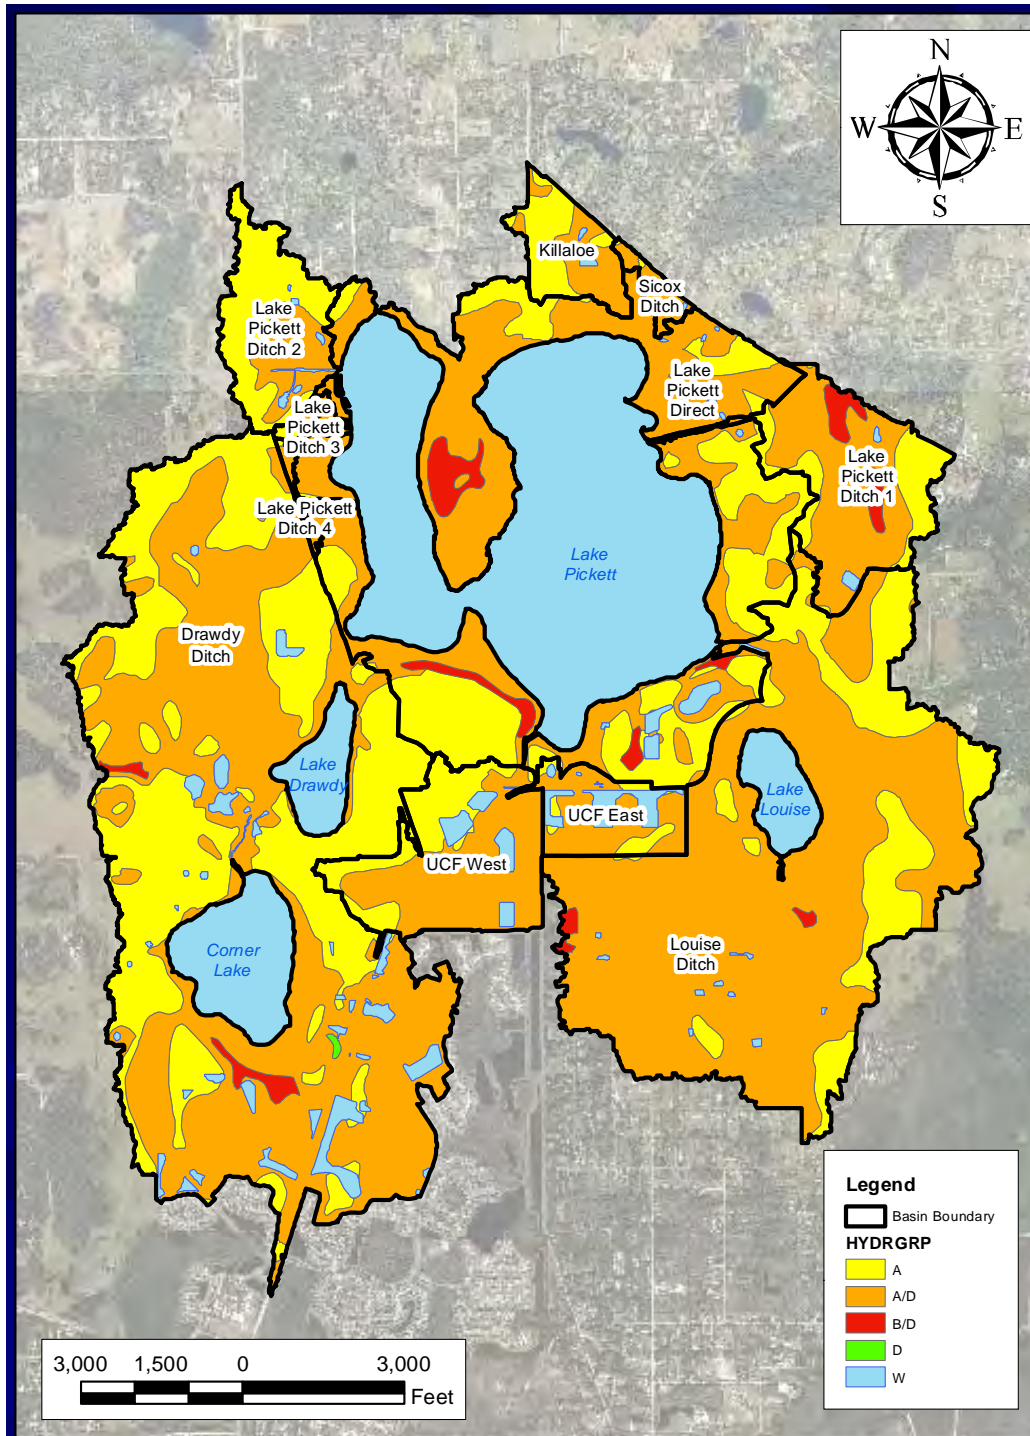 N
W
E
S
Killaloe
Sicox
Ditch
Lake
Pickett
Ditch 2
Lake
Pickett
Direct
Lake
Pickett
Ditch 3
Lake
Pickett
Ditch 1
Lake Pickett
Ditch 4
Lake
Pickett
Drawdy
Ditch
Lake
Drawdy
Lake
Louise
UCF East
UCF West
Corner
Lake
Louise
Ditch
Legend
Basin Boundary
HYDRGRP
A
A/D
B/D
D
W
3,000 1,500 0 3,000
Feet